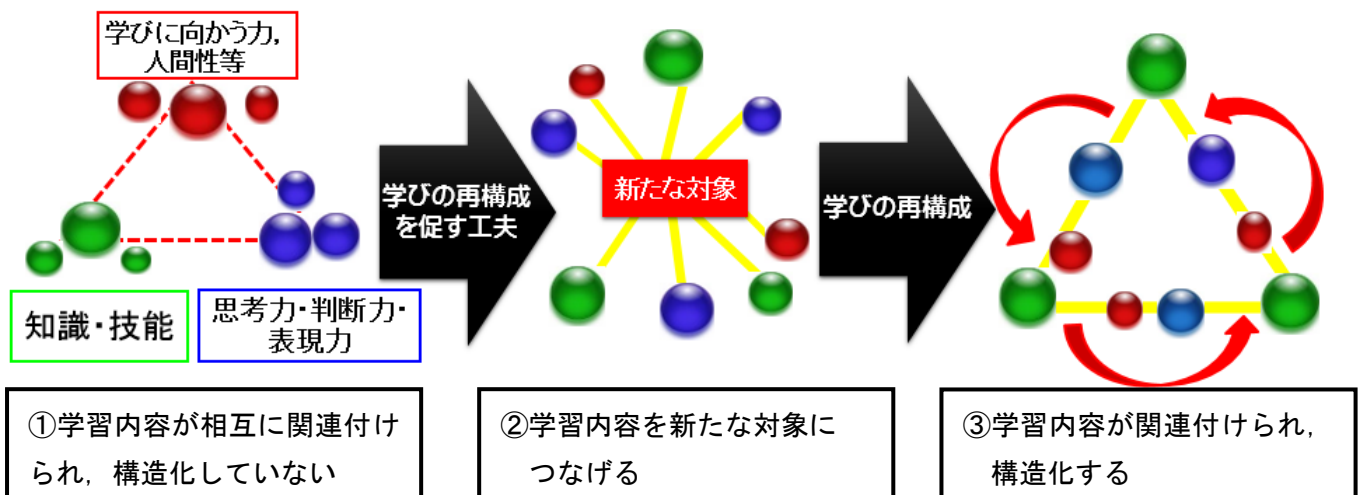 学びに向かう力,
人間性等
知識・技能
思考力・判断力・
表現力
学びの再構成
を促す工夫
新たな対象
学びの再構成
①学習内容が相互に関連付け
られ，構造化していない
②学習内容を新たな対象に
つなげる
③学習内容が関連付けられ，
構造化する